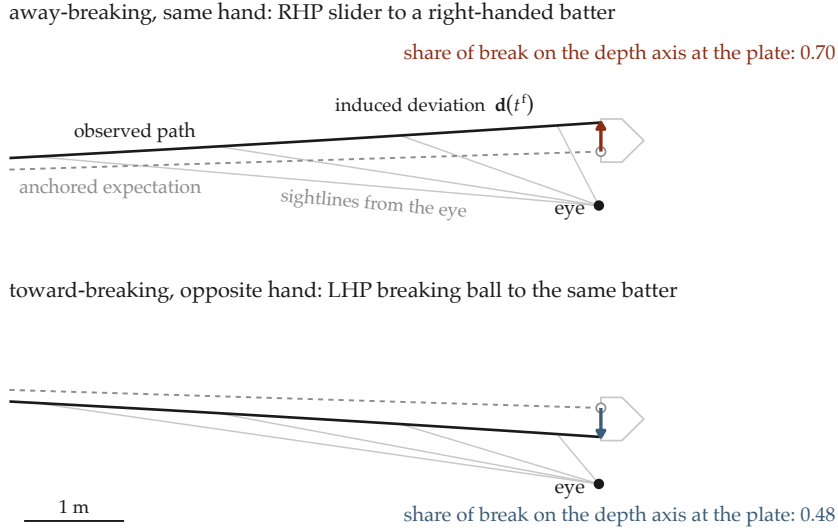 away-breaking, same hand: RHP slider to a right-handed batter
share of break on the depth axis at the plate: 0.70
induced deviation d(tᶠ)
observed path
anchored expectation
sightlines from the eye
eye
toward-breaking, opposite hand: LHP breaking ball to the same batter
eye
1 m
share of break on the depth axis at the plate: 0.48